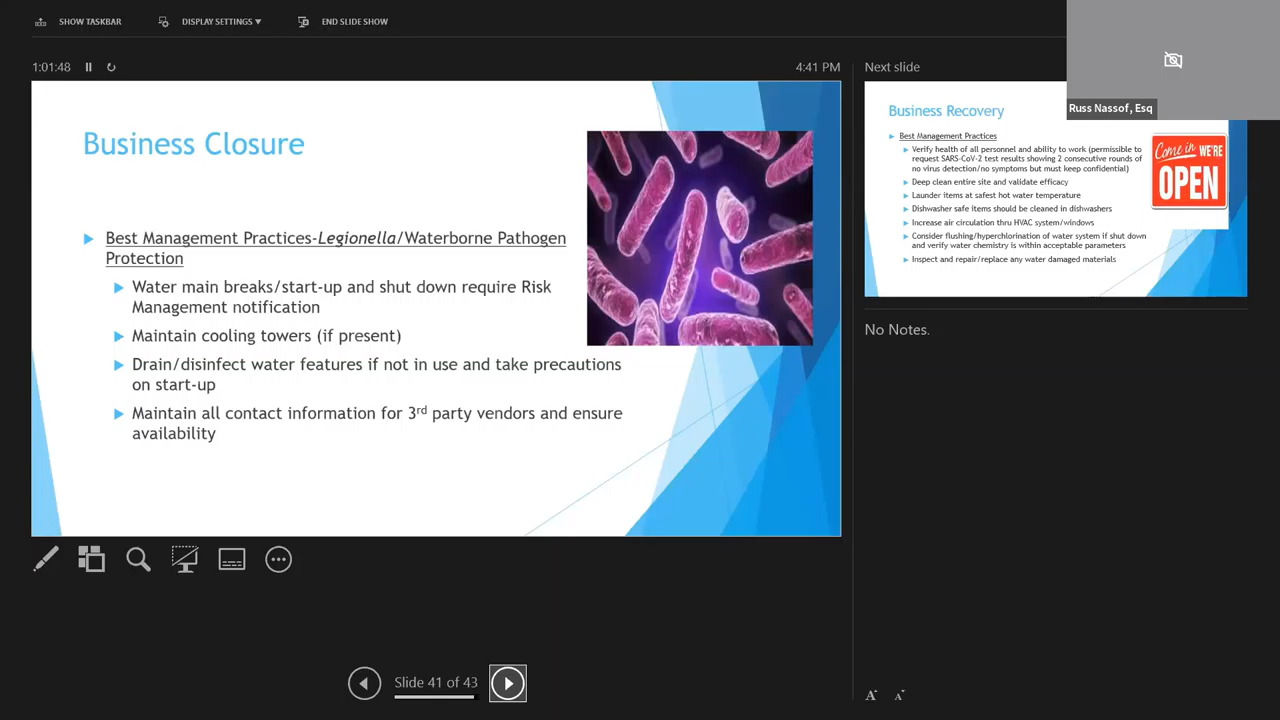 SHOW TASKBAR
DISPLAY SETTINGS ▼
END SLIDE SHOW
1:01:48
4:41 PM
Business Closure
Best Management Practices-Legionella/Waterborne Pathogen
Protection
Water main breaks/start-up and shut down require Risk
Management notification
Maintain cooling towers (if present)
Drain/disinfect water features if not in use and take precautions
on start-up
Maintain all contact information for 3rd party vendors and ensure
availability
Slide 41 of 43
Next slide
Russ Nassof, Esq
Business Recovery
Best Management Practices
Verify health of all personnel and ability to work (permissible to
request SARS-CoV-2 test results showing 2 consecutive rounds of
no virus detection/no symptoms but must keep confidential)
Deep clean entire site and validate efficacy
Launder items at safest hot water temperature
Dishwasher safe items should be cleaned in dishwashers
Increase air circulation thru HVAC system/windows
Consider flushing/hyperchlorination of water system if shut down
and verify water chemistry is within acceptable parameters
Inspect and repair/replace any water damaged materials
Come in WE'RE
OPEN
No Notes.
A A